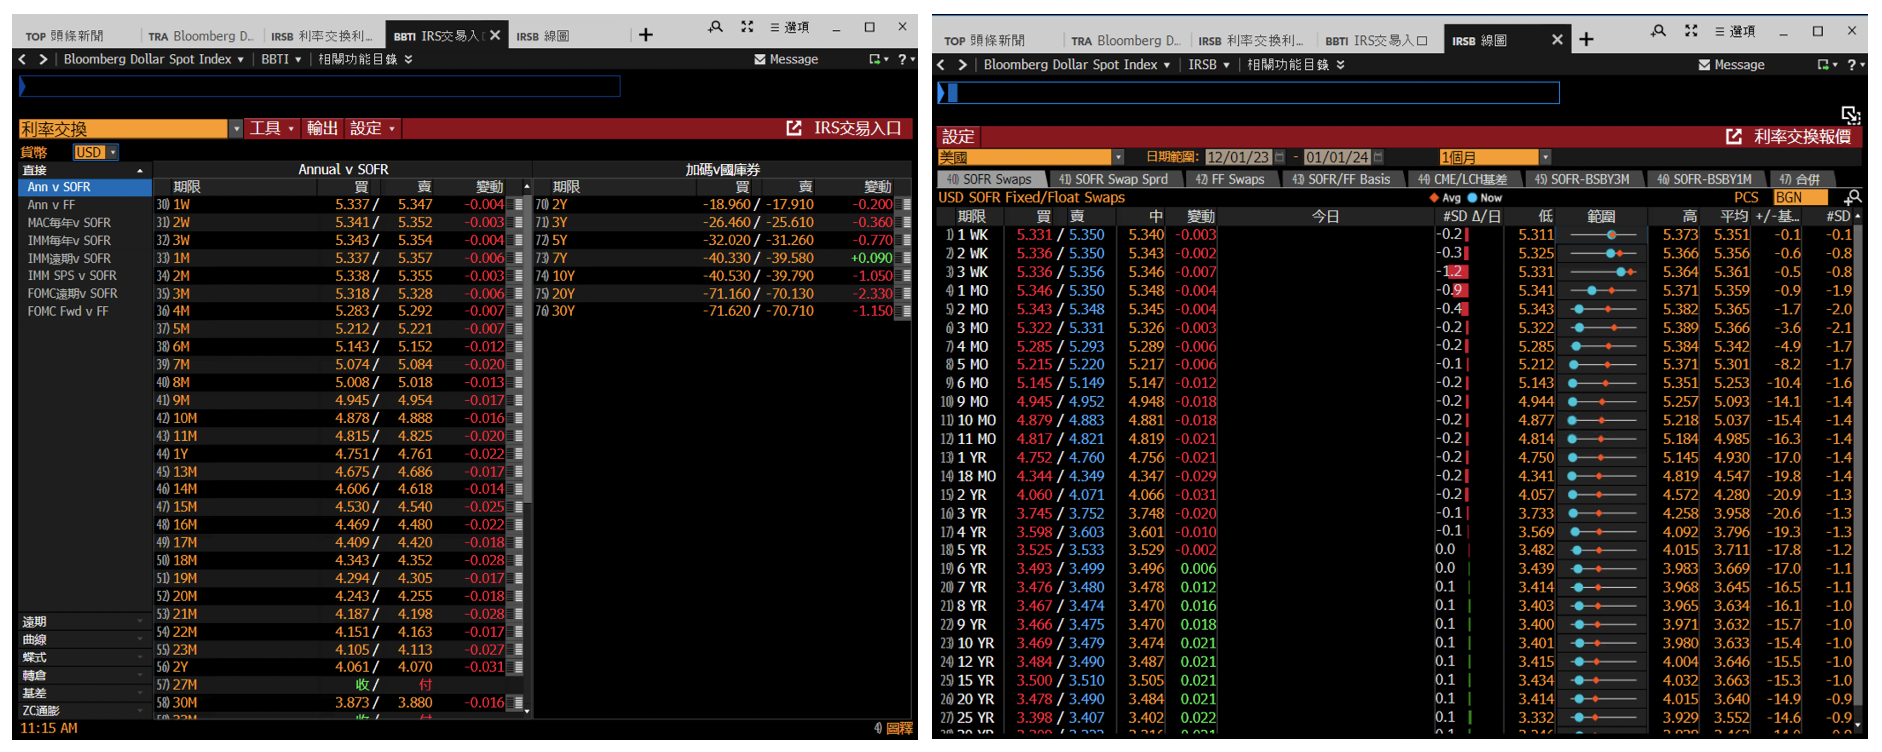 TOP 頭條新聞 TRA Bloomberg D.. IRSB 利率交換利... BBTI IRS交易入 IRSB 線圖 + 選項
Bloomberg Dollar Spot Index BBTI 相關功能目錄 Message ?
利率交換 工具 輸出 設定 IRS交易入口
貨幣 USD
直接
Ann v SOFR
Ann v FF
MAC每年v SOFR
IMM每年v SOFR
IMM遠期v SOFR
IMM SPS v SOFR
FOMC遠期v SOFR
FOMC Fwd v FF
遠期
曲線
蝶式
轉倉
基差
ZC通膨
11:15 AM
Annual v SOFR
期限 買 賣 變動
30) 1W 5.337 / 5.347 -0.004
31) 2W 5.341 / 5.352 -0.003
32) 3W 5.343 / 5.354 -0.004
33) 1M 5.337 / 5.357 -0.006
34) 2M 5.338 / 5.355 -0.003
35) 3M 5.318 / 5.328 -0.006
36) 4M 5.283 / 5.292 -0.007
37) 5M 5.212 / 5.221 -0.007
38) 6M 5.143 / 5.152 -0.012
39) 7M 5.074 / 5.084 -0.020
40) 8M 5.008 / 5.018 -0.013
41) 9M 4.945 / 4.954 -0.017
42) 10M 4.878 / 4.888 -0.016
43) 11M 4.815 / 4.825 -0.020
44) 1Y 4.751 / 4.761 -0.022
45) 13M 4.675 / 4.686 -0.017
46) 14M 4.606 / 4.618 -0.014
47) 15M 4.530 / 4.540 -0.025
48) 16M 4.469 / 4.480 -0.022
49) 17M 4.409 / 4.420 -0.018
50) 18M 4.343 / 4.352 -0.028
51) 19M 4.294 / 4.305 -0.017
52) 20M 4.243 / 4.255 -0.018
53) 21M 4.187 / 4.198 -0.028
54) 22M 4.151 / 4.163 -0.017
55) 23M 4.105 / 4.113 -0.027
56) 2Y 4.061 / 4.070 -0.031
57) 27M 收 / 付
58) 30M 3.873 / 3.880 -0.016
加碼v國庫券
期限 買 賣 變動
70) 2Y -18.960 / -17.910 -0.200
71) 3Y -26.460 / -25.610 -0.360
72) 5Y -32.020 / -31.260 -0.770
73) 7Y -40.330 / -39.580 +0.090
74) 10Y -40.530 / -39.790 -1.050
75) 20Y -71.160 / -70.130 -2.330
76) 30Y -71.620 / -70.710 -1.150
4) 圖釋
TOP 頭條新聞 TRA Bloomberg D.. IRSB 利率交換利... BBTI IRS交易入口 IRSB 線圖 + 選項
Bloomberg Dollar Spot Index IRSB 相關功能目錄 Message ?
設定 利率交換報價
美國 日期範圍: 12/01/23 - 01/01/24 1個月
40) SOFR Swaps 41) SOFR Swap Sprd 42) FF Swaps 43) SOFR/FF Basis 44) CME/LCH基差 45) SOFR-BSBY3M 46) SOFR-BSBY1M 47) 合併
USD SOFR Fixed/Float Swaps Avg Now PCS BGN
期限 買 賣 中 變動 今日 #SD Δ/日 低 範圍 高 平均 +/-基... #SD
1) 1 WK 5.331 / 5.350 5.340 -0.003 -0.2 5.311 5.373 5.351 -0.1 -0.1
2) 2 WK 5.336 / 5.350 5.343 -0.002 -0.3 5.325 5.366 5.356 -0.6 -0.8
3) 3 WK 5.336 / 5.356 5.346 -0.007 -1.2 5.331 5.364 5.361 -0.5 -0.8
4) 1 MO 5.346 / 5.350 5.348 -0.004 -0.9 5.341 5.371 5.359 -0.9 -1.9
5) 2 MO 5.343 / 5.348 5.345 -0.004 -0.4 5.343 5.382 5.365 -1.7 -2.0
6) 3 MO 5.322 / 5.331 5.326 -0.003 -0.2 5.322 5.389 5.366 -3.6 -2.1
7) 4 MO 5.285 / 5.293 5.289 -0.006 -0.2 5.285 5.384 5.342 -4.9 -1.7
8) 5 MO 5.215 / 5.220 5.217 -0.006 -0.1 5.212 5.371 5.301 -8.2 -1.7
9) 6 MO 5.145 / 5.149 5.147 -0.012 -0.2 5.143 5.351 5.253 -10.4 -1.6
10) 9 MO 4.945 / 4.952 4.948 -0.018 -0.2 4.944 5.257 5.093 -14.1 -1.4
11) 10 MO 4.879 / 4.883 4.881 -0.018 -0.2 4.877 5.218 5.037 -15.4 -1.4
12) 11 MO 4.817 / 4.821 4.819 -0.021 -0.2 4.814 5.184 4.985 -16.3 -1.4
13) 1 YR 4.752 / 4.760 4.756 -0.021 -0.2 4.750 5.145 4.930 -17.0 -1.4
14) 18 MO 4.344 / 4.349 4.347 -0.029 -0.2 4.341 4.819 4.547 -19.8 -1.4
15) 2 YR 4.060 / 4.071 4.066 -0.031 -0.2 4.057 4.572 4.280 -20.9 -1.3
16) 3 YR 3.745 / 3.752 3.748 -0.020 -0.1 3.733 4.258 3.958 -20.6 -1.3
17) 4 YR 3.598 / 3.603 3.601 -0.010 -0.1 3.569 4.092 3.796 -19.3 -1.3
18) 5 YR 3.525 / 3.533 3.529 -0.002 0.0 3.482 4.015 3.711 -17.8 -1.2
19) 6 YR 3.493 / 3.499 3.496 0.006 0.0 3.439 3.983 3.669 -17.0 -1.1
20) 7 YR 3.476 / 3.480 3.478 0.012 0.1 3.414 3.968 3.645 -16.5 -1.1
21) 8 YR 3.467 / 3.474 3.470 0.016 0.1 3.403 3.965 3.634 -16.1 -1.0
22) 9 YR 3.466 / 3.475 3.470 0.018 0.1 3.400 3.971 3.632 -15.7 -1.0
23) 10 YR 3.469 / 3.479 3.474 0.021 0.1 3.401 3.980 3.633 -15.4 -1.0
24) 12 YR 3.484 / 3.490 3.487 0.021 0.1 3.415 4.004 3.646 -15.5 -1.0
25) 15 YR 3.500 / 3.510 3.505 0.021 0.1 3.434 4.032 3.663 -15.3 -1.0
26) 20 YR 3.478 / 3.490 3.484 0.021 0.1 3.414 4.015 3.640 -14.9 -0.9
27) 25 YR 3.398 / 3.407 3.402 0.022 0.1 3.332 3.929 3.552 -14.6 -0.9